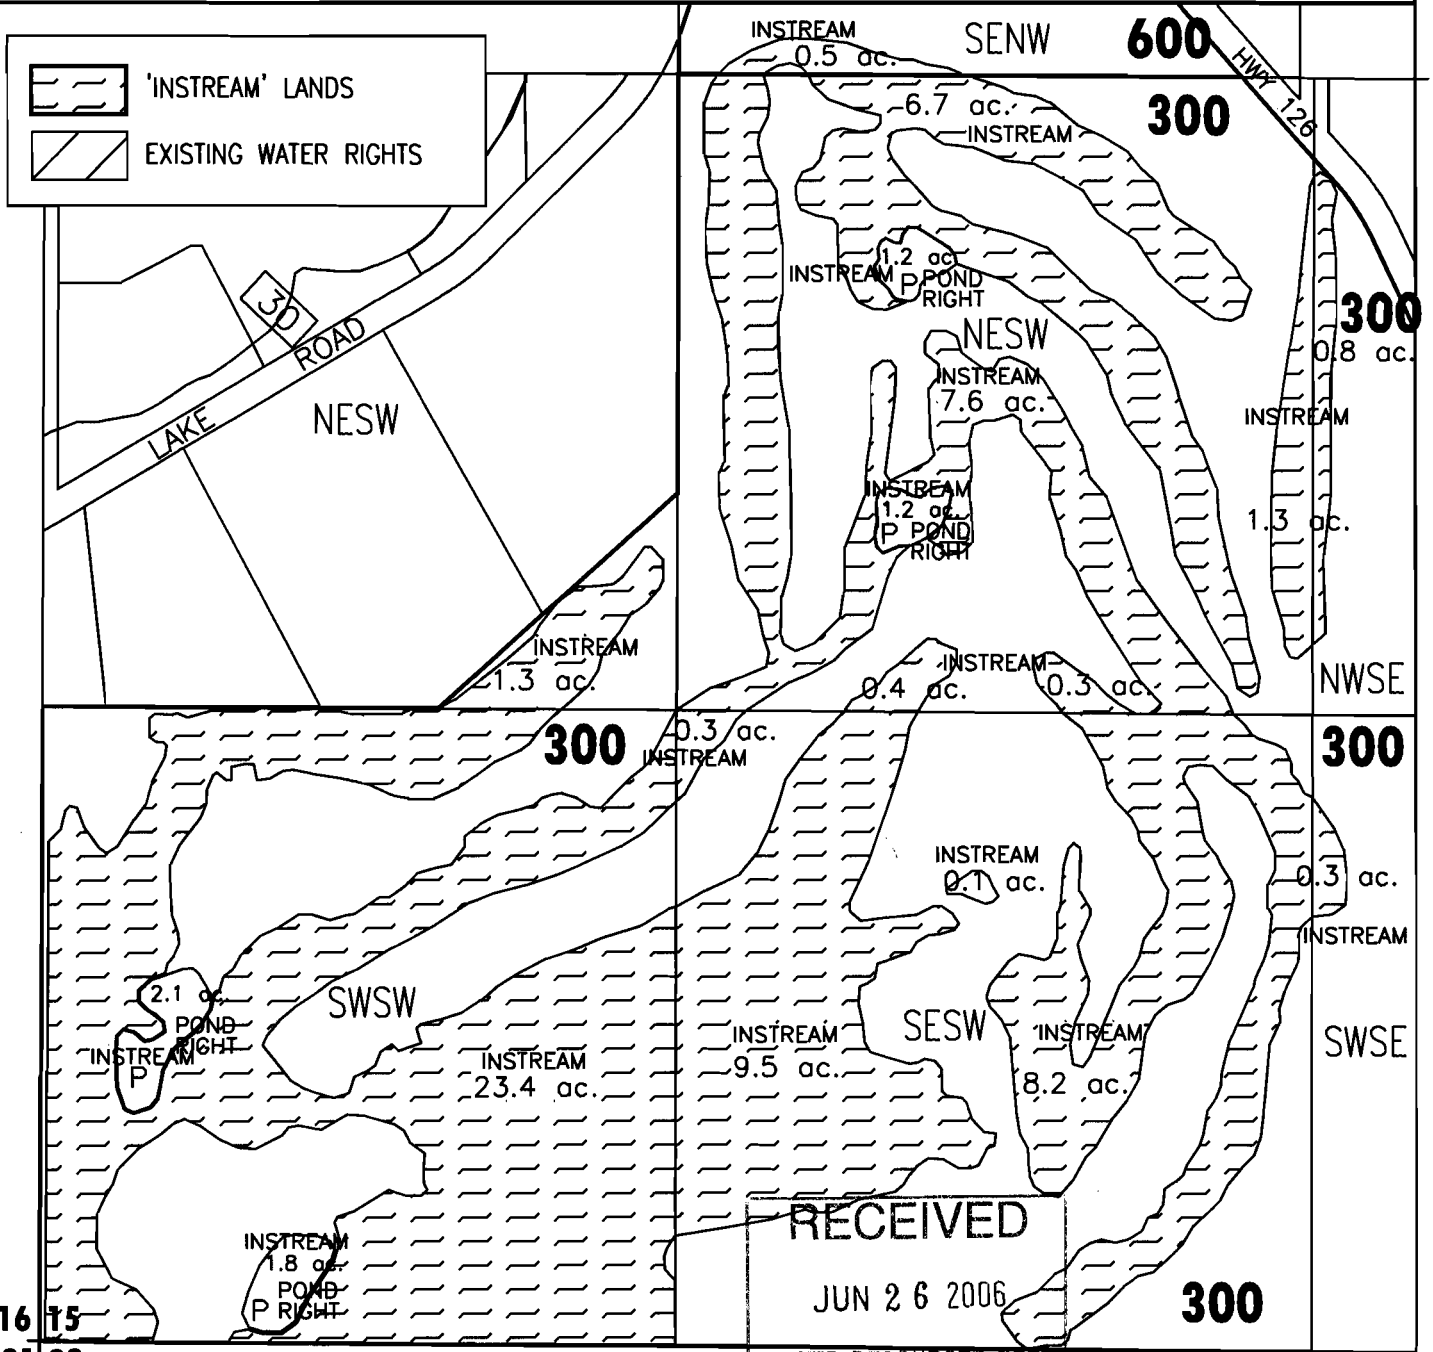 'INSTREAM' LANDS
EXISTING WATER RIGHTS
INSTREAM
0.5 ac.
SENW
600
HWY 126
6.7 ac.
INSTREAM
300
30
LAKE ROAD
NESW
1.2 ac.
INSTREAM
P POND
RIGHT
NESW
300
0.8 ac.
INSTREAM
7.6 ac.
INSTREAM
INSTREAM
1.2 ac.
P POND
RIGHT
1.3 ac.
INSTREAM
1.3 ac.
INSTREAM
0.4 ac.
0.3 ac.
NWSE
300
0.3 ac.
INSTREAM
300
INSTREAM
0.1 ac.
0.3 ac.
INSTREAM
2.1 ac.
POND
RIGHT
INSTREAM
P
SWSW
INSTREAM
23.4 ac.
INSTREAM
9.5 ac.
SESW
INSTREAM
8.2 ac.
SWSE
INSTREAM
1.8 ac.
POND
P RIGHT
RECEIVED
JUN 26 2006
300
16 15